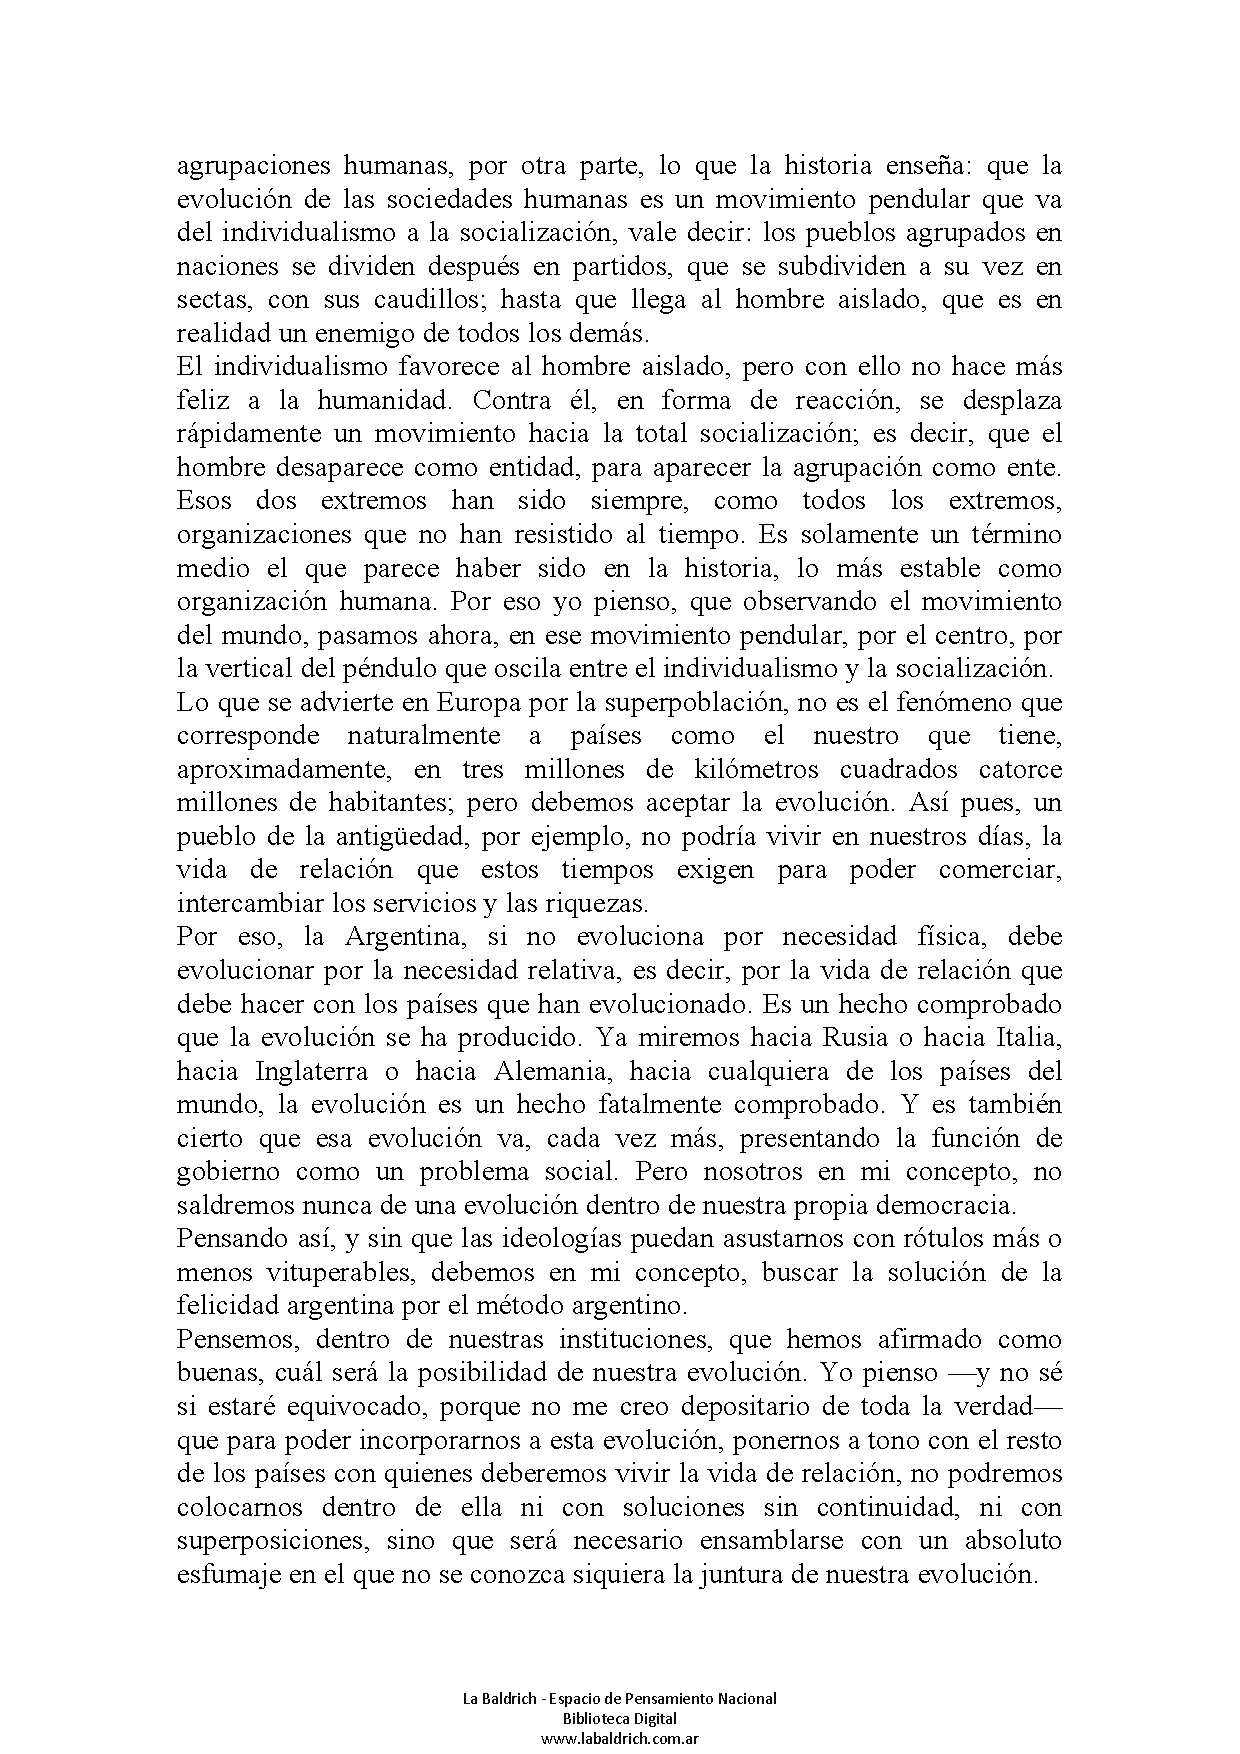 agrupaciones humanas, por otra parte, lo que la historia enseña: que la
evolución de las sociedades humanas es un movimiento pendular que va
del individualismo a la socialización, vale decir: los pueblos agrupados en
naciones se dividen después en partidos, que se subdividen a su vez en
sectas, con sus caudillos; hasta que llega al hombre aislado, que es en
realidad un enemigo de todos los demás.
El individualismo favorece al hombre aislado, pero con ello no hace más
feliz a la humanidad. Contra él, en forma de reacción, se desplaza
rápidamente un movimiento hacia la total socialización; es decir, que el
hombre desaparece como entidad, para aparecer la agrupación como ente.
Esos dos extremos han sido siempre, como todos los extremos,
organizaciones que no han resistido al tiempo. Es solamente un término
medio el que parece haber sido en la historia, lo más estable como
organización humana. Por eso yo pienso, que observando el movimiento
del mundo, pasamos ahora, en ese movimiento pendular, por el centro, por
la vertical del péndulo que oscila entre el individualismo y la socialización.
Lo que se advierte en Europa por la superpoblación, no es el fenómeno que
corresponde naturalmente a países como el nuestro que tiene,
aproximadamente, en tres millones de kilómetros cuadrados catorce
millones de habitantes; pero debemos aceptar la evolución. Así pues, un
pueblo de la antigüedad, por ejemplo, no podría vivir en nuestros días, la
vida de relación que estos tiempos exigen para poder comerciar,
intercambiar los servicios y las riquezas.
Por eso, la Argentina, si no evoluciona por necesidad física, debe
evolucionar por la necesidad relativa, es decir, por la vida de relación que
debe hacer con los países que han evolucionado. Es un hecho comprobado
que la evolución se ha producido. Ya miremos hacia Rusia o hacia Italia,
hacia Inglaterra o hacia Alemania, hacia cualquiera de los países del
mundo, la evolución es un hecho fatalmente comprobado. Y es también
cierto que esa evolución va, cada vez más, presentando la función de
gobierno como un problema social. Pero nosotros en mi concepto, no
saldremos nunca de una evolución dentro de nuestra propia democracia.
Pensando así, y sin que las ideologías puedan asustarnos con rótulos más o
menos vituperables, debemos en mi concepto, buscar la solución de la
felicidad argentina por el método argentino.
Pensemos, dentro de nuestras instituciones, que hemos afirmado como
buenas, cuál será la posibilidad de nuestra evolución. Yo pienso —y no sé
si estaré equivocado, porque no me creo depositario de toda la verdad—
que para poder incorporarnos a esta evolución, ponernos a tono con el resto
de los países con quienes deberemos vivir la vida de relación, no podremos
colocarnos dentro de ella ni con soluciones sin continuidad, ni con
superposiciones, sino que será necesario ensamblarse con un absoluto
esfumaje en el que no se conozca siquiera la juntura de nuestra evolución.
La Baldrich - Espacio de Pensamiento Nacional
Biblioteca Digital
www.labaldrich.com.ar